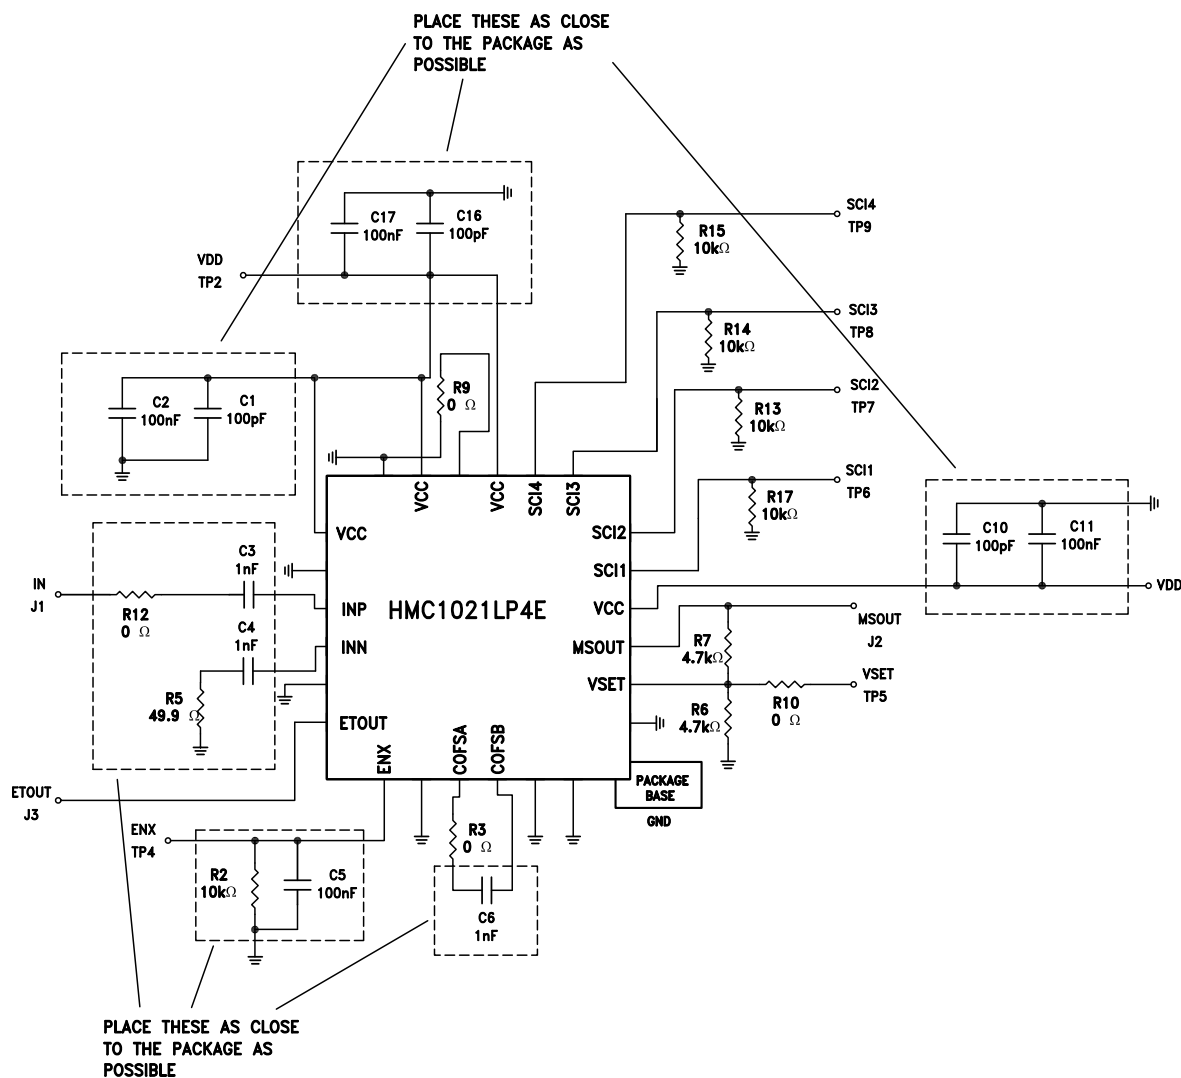 PLACE THESE AS CLOSE
TO THE PACKAGE AS
POSSIBLE
C17
100nF
C16
100pF
VDD
TP2
SCI4
TP9
R15
10kΩ
SCI3
TP8
R14
10kΩ
SCI2
TP7
R13
10kΩ
SCI1
TP6
R17
10kΩ
C2
100nF
C1
100pF
R9
0 Ω
C10
100pF
C11
100nF
VDD
VCC
VCC
SCI4
SCI3
VCC
INP
INN
ETOUT
HMC1021LP4E
SCI2
SCI1
VCC
MSOUT
VSET
ENX
COFSA
COFSB
IN
J1
R12
0 Ω
C3
1nF
C4
1nF
R5
49.9 Ω
ETOUT
J3
MSOUT
J2
R7
4.7kΩ
VSET
TP5
R10
0 Ω
R6
4.7kΩ
PACKAGE
BASE
GND
ENX
TP4
R2
10kΩ
C5
100nF
R3
0 Ω
C6
1nF
PLACE THESE AS CLOSE
TO THE PACKAGE AS
POSSIBLE